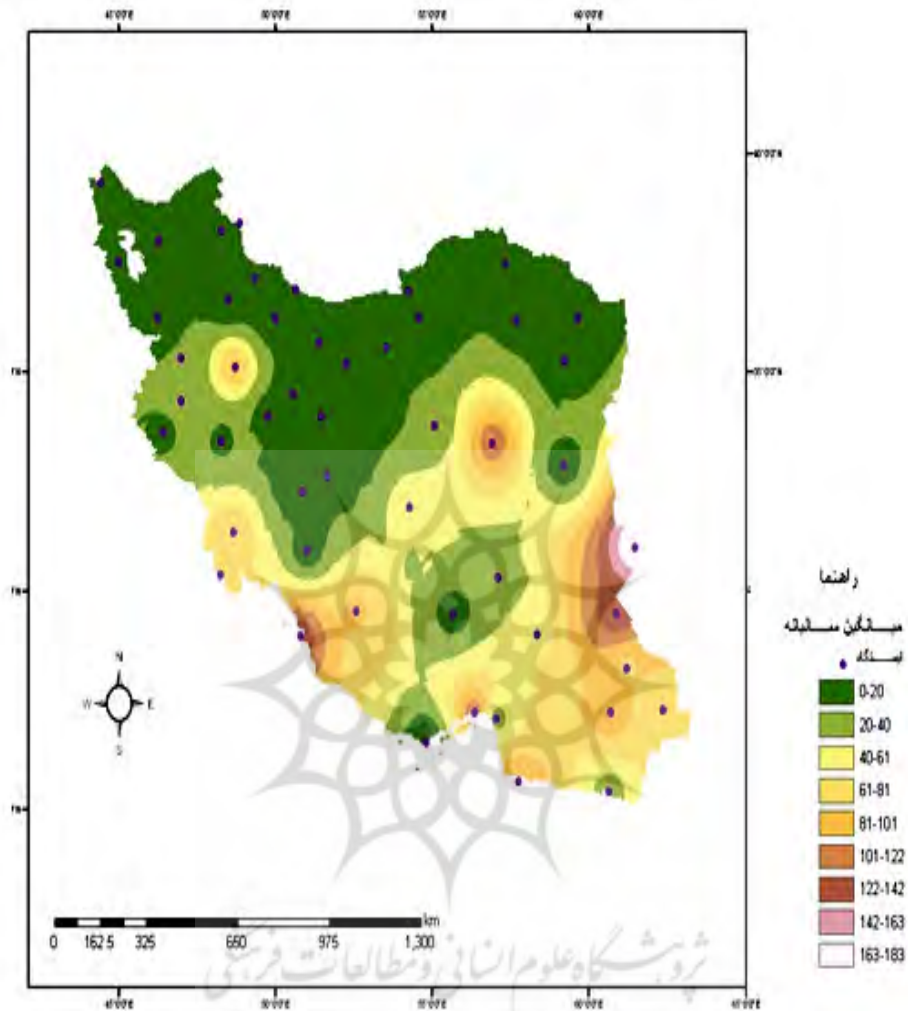 N
W E
S
راهنما
میانگین سالیانه
ایستگاه
0-20
20-40
40-61
61-81
81-101
101-122
122-142
142-163
163-183
km
0 162.5 325 650 975 1,300
پژوهشگاه علوم انسانی و مطالعات فرهنگی